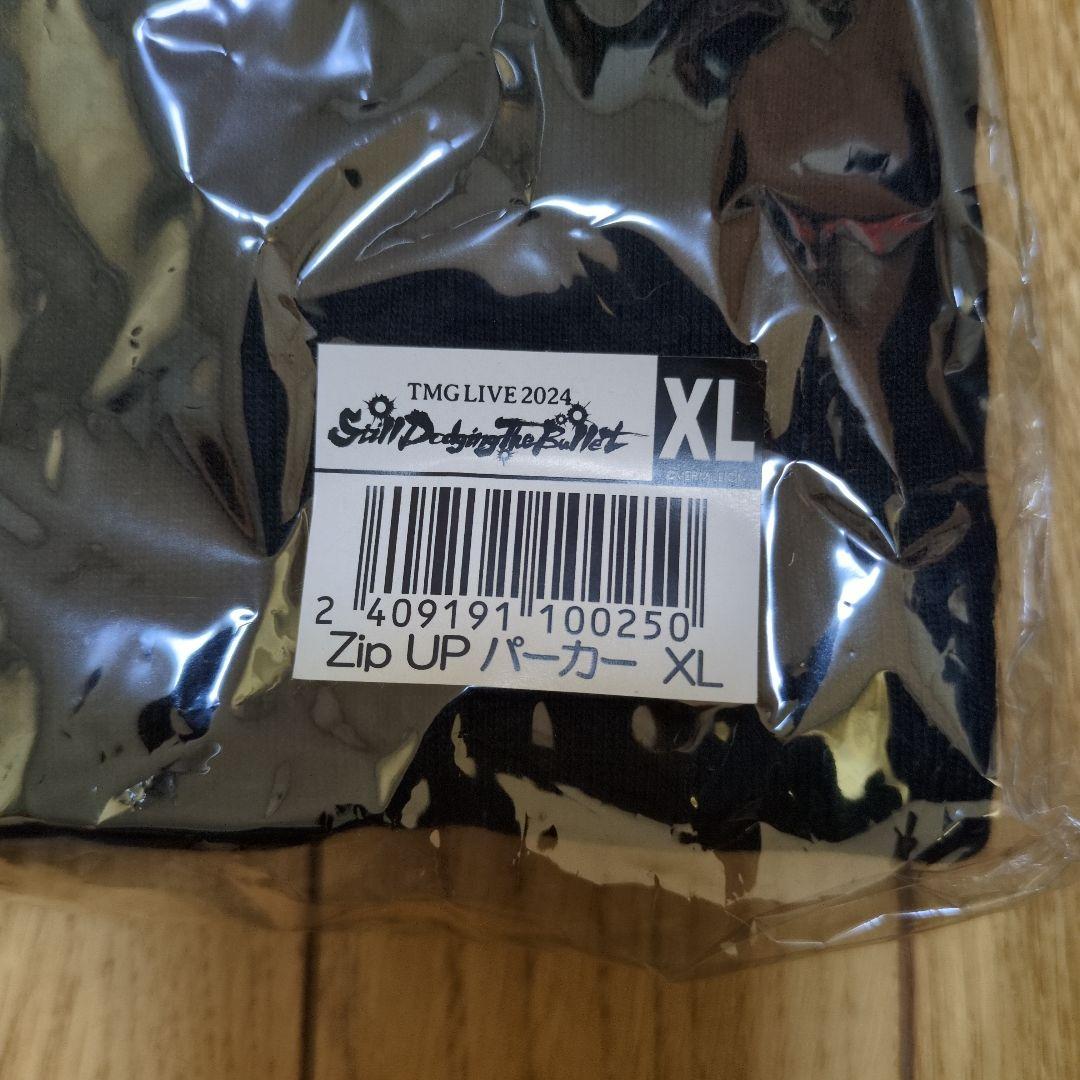 TMG LIVE 2024
Still Dodging The Bullet
XL
2 409191 100250
Zip UP パーカー XL